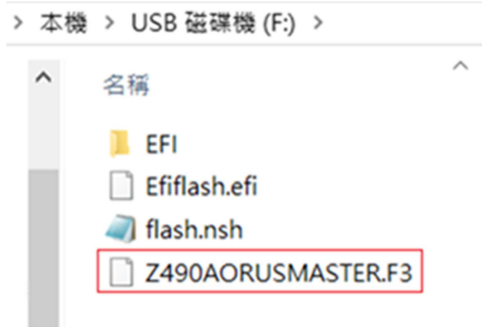 > 本機 > USB 磁碟機 (F:) >
名稱
EFI
Efiflash.efi
flash.nsh
Z490AORUSMASTER.F3